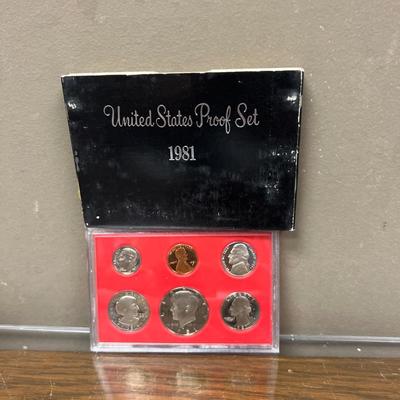 United States Proof Set
1981